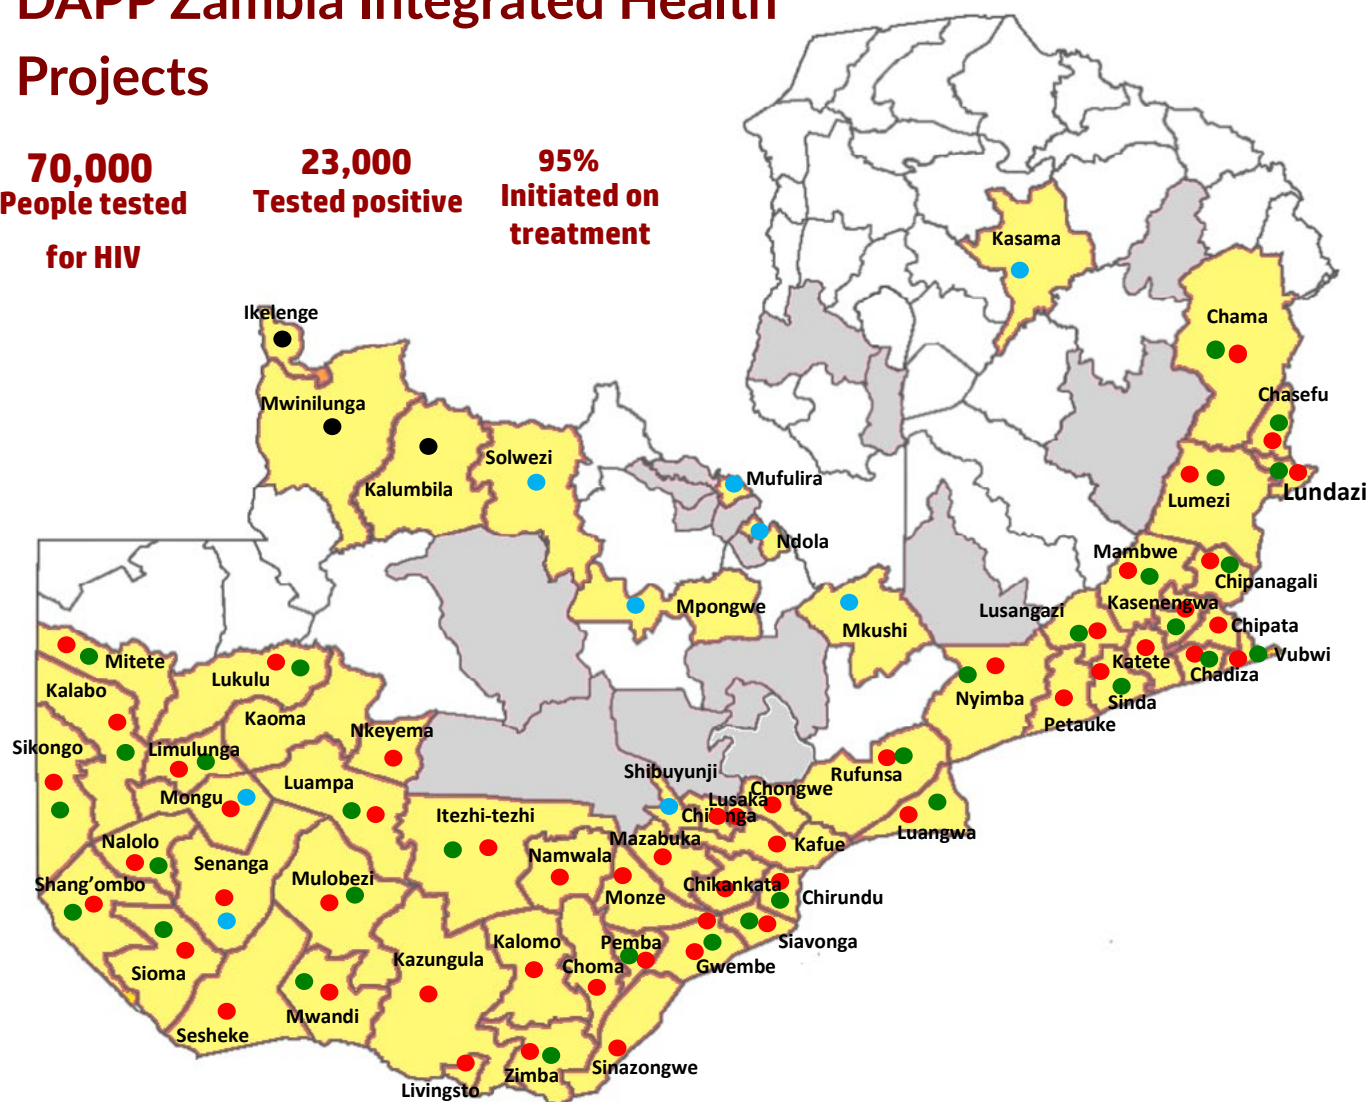 DAPP Zambia Integrated Health
Projects
70,000
People tested
for HIV
23,000
Tested positive
95%
Initiated on
treatment
Kasama
Ikelenge
Chama
Chasefu
Mwinilunga
Solwezi
Kalumbila
Mufulira
Lumezi
Lundazi
Ndola
Mambwe
Chipanagali
Kasenengwa
Lusangazi
Mpongwe
Mkushi
Chipata
Vubwi
Mitete
Lukulu
Katete
Chadiza
Kalabo
Nyimba
Sinda
Kaoma
Petauke
Nkeyema
Sikongo
Limulunga
Shibuyunji
Rufunsa
Luampa
Chongwe
Mongu
Lusaka
Itezhi-tezhi
Chilanga
Luangwa
Nalolo
Mazabuka
Kafue
Senanga
Namwala
Shang'ombo
Mulobezi
Chikankata
Monze
Chirundu
Kalomo
Pemba
Siavonga
Kazungula
Choma
Gwembe
Sioma
Mwandi
Sesheke
Sinazongwe
Zimba
Livingsto